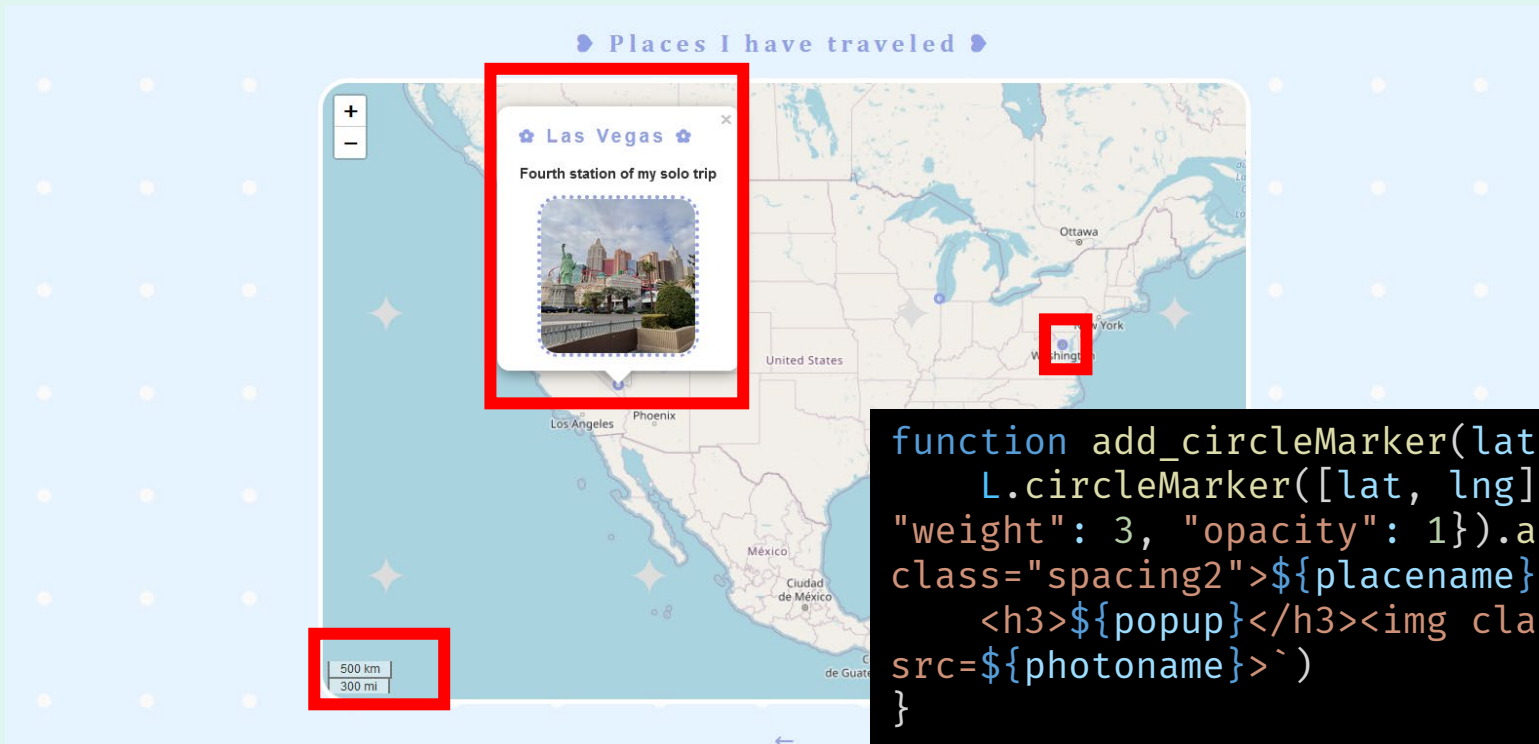 ❥ Places I have traveled ❥
+
−
✿ Las Vegas ✿
×
Fourth station of my solo trip
Ottawa
York
United States
Los Angeles
Phoenix
México
Ciudad
de México
500 km
300 mi
function add_circleMarker(lat
L.circleMarker([lat, lng]
"weight": 3, "opacity": 1}).a
class="spacing2">${placename}
<h3>${popup}</h3><img cla
src=${photoname}>`)
}
←